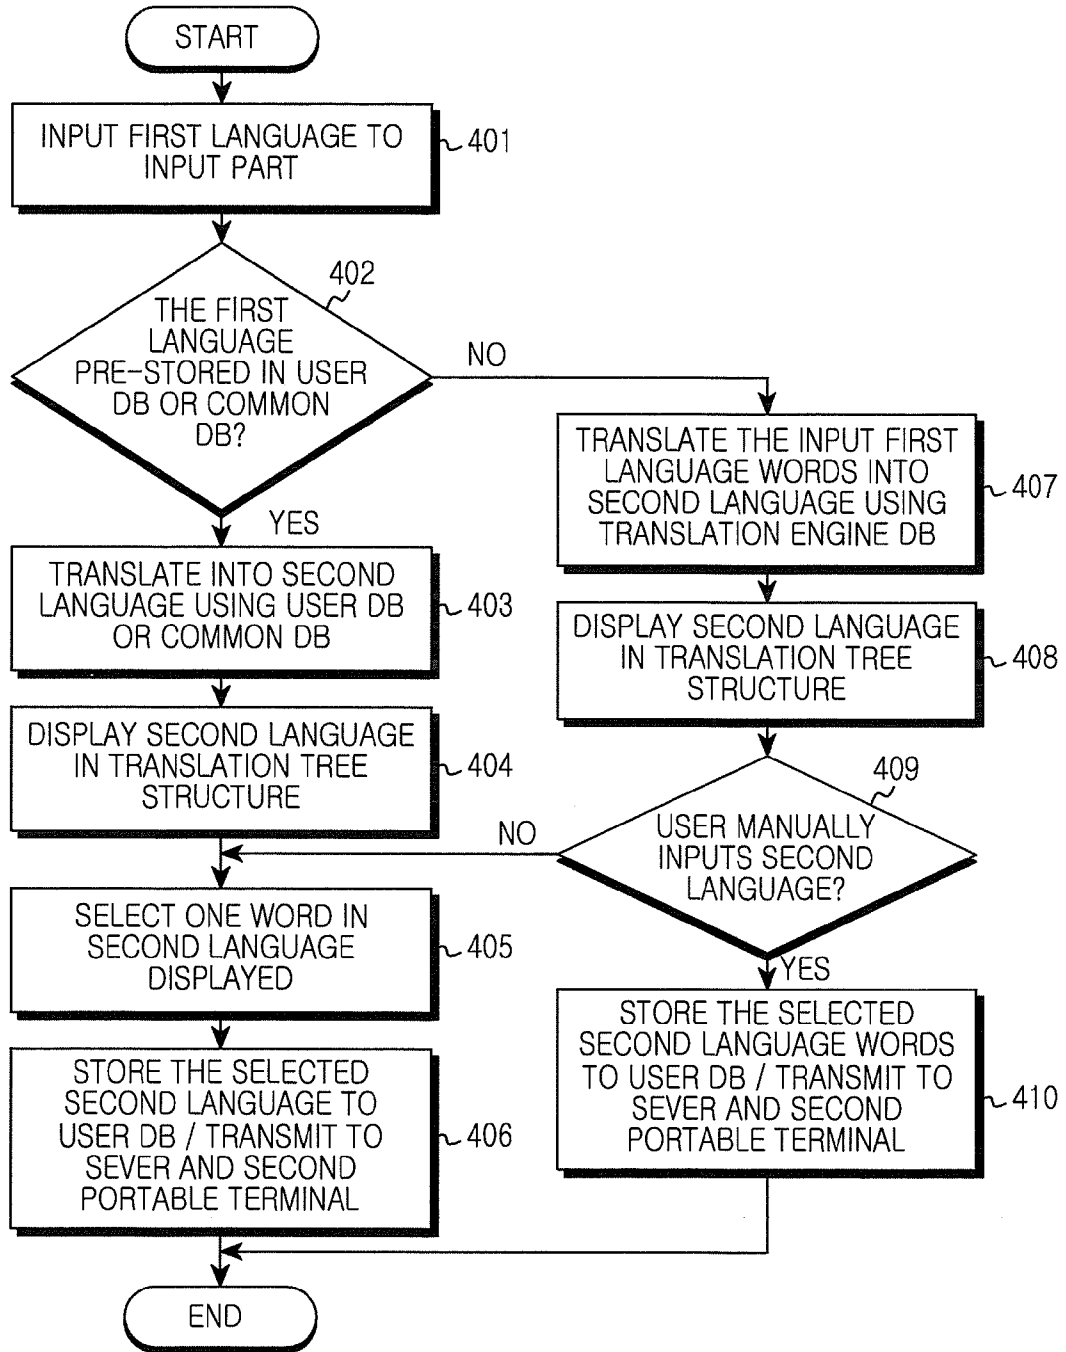 START
INPUT FIRST LANGUAGE TO
INPUT PART
401
402
THE FIRST
LANGUAGE
PRE-STORED IN USER
DB OR COMMON
DB?
NO
YES
TRANSLATE INTO SECOND
LANGUAGE USING USER DB
OR COMMON DB
403
DISPLAY SECOND LANGUAGE
IN TRANSLATION TREE
STRUCTURE
404
SELECT ONE WORD IN
SECOND LANGUAGE
DISPLAYED
405
STORE THE SELECTED
SECOND LANGUAGE TO
USER DB / TRANSMIT TO
SEVER AND SECOND
PORTABLE TERMINAL
406
TRANSLATE THE INPUT FIRST
LANGUAGE WORDS INTO
SECOND LANGUAGE USING
TRANSLATION ENGINE DB
407
DISPLAY SECOND LANGUAGE
IN TRANSLATION TREE
STRUCTURE
408
409
USER MANUALLY
INPUTS SECOND
LANGUAGE?
NO
YES
STORE THE SELECTED
SECOND LANGUAGE WORDS
TO USER DB / TRANSMIT TO
SEVER AND SECOND
PORTABLE TERMINAL
410
END